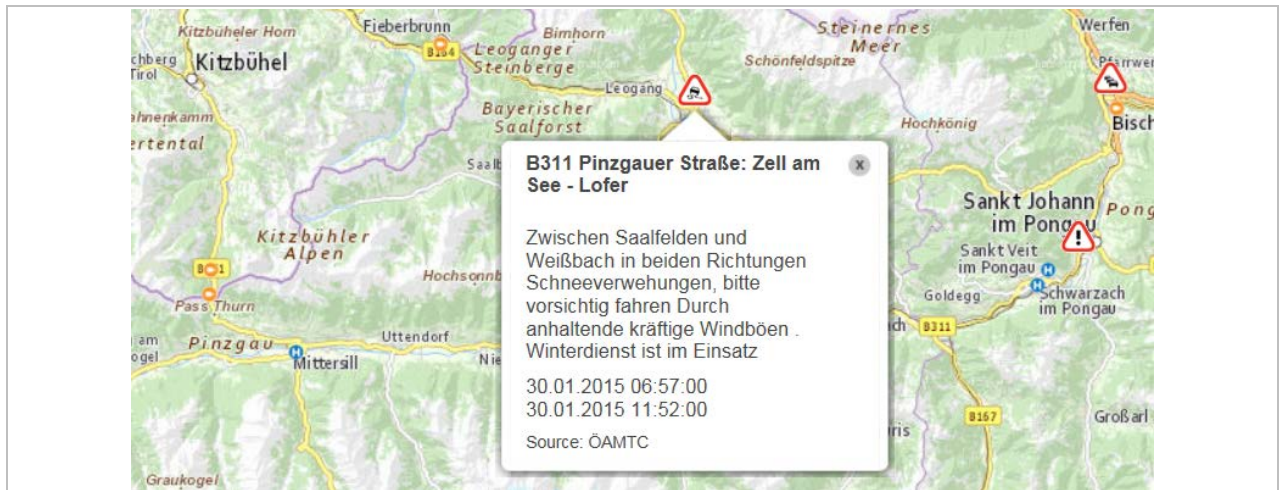 Kitzbüheler Horn
Fieberbrunn
Birnhorn
Steinernes
Meer
Werfen
Kitzbühel
B164
Leoganger
Steinberge
Schönfeldspitze
Tirol
Leogang
Bayerischer
Saalforst
Hochkönig
B311 Pinzgauer Straße: Zell am
See - Lofer
x
Zwischen Saalfelden und
Weißbach in beiden Richtungen
Schneeverwehungen, bitte
vorsichtig fahren Durch
anhaltende kräftige Windböen .
Winterdienst ist im Einsatz
30.01.2015 06:57:00
30.01.2015 11:52:00
Source: ÖAMTC
Sankt Johann
im Pongau
Sankt Veit
im Pongau
H
Goldegg
H
Schwarzach
im Pongau
Kitzbühler
Alpen
Pass Thurn
Pinzgau
Uttendorf
H
Mittersill
B311
B167
Großarl
Graukogel